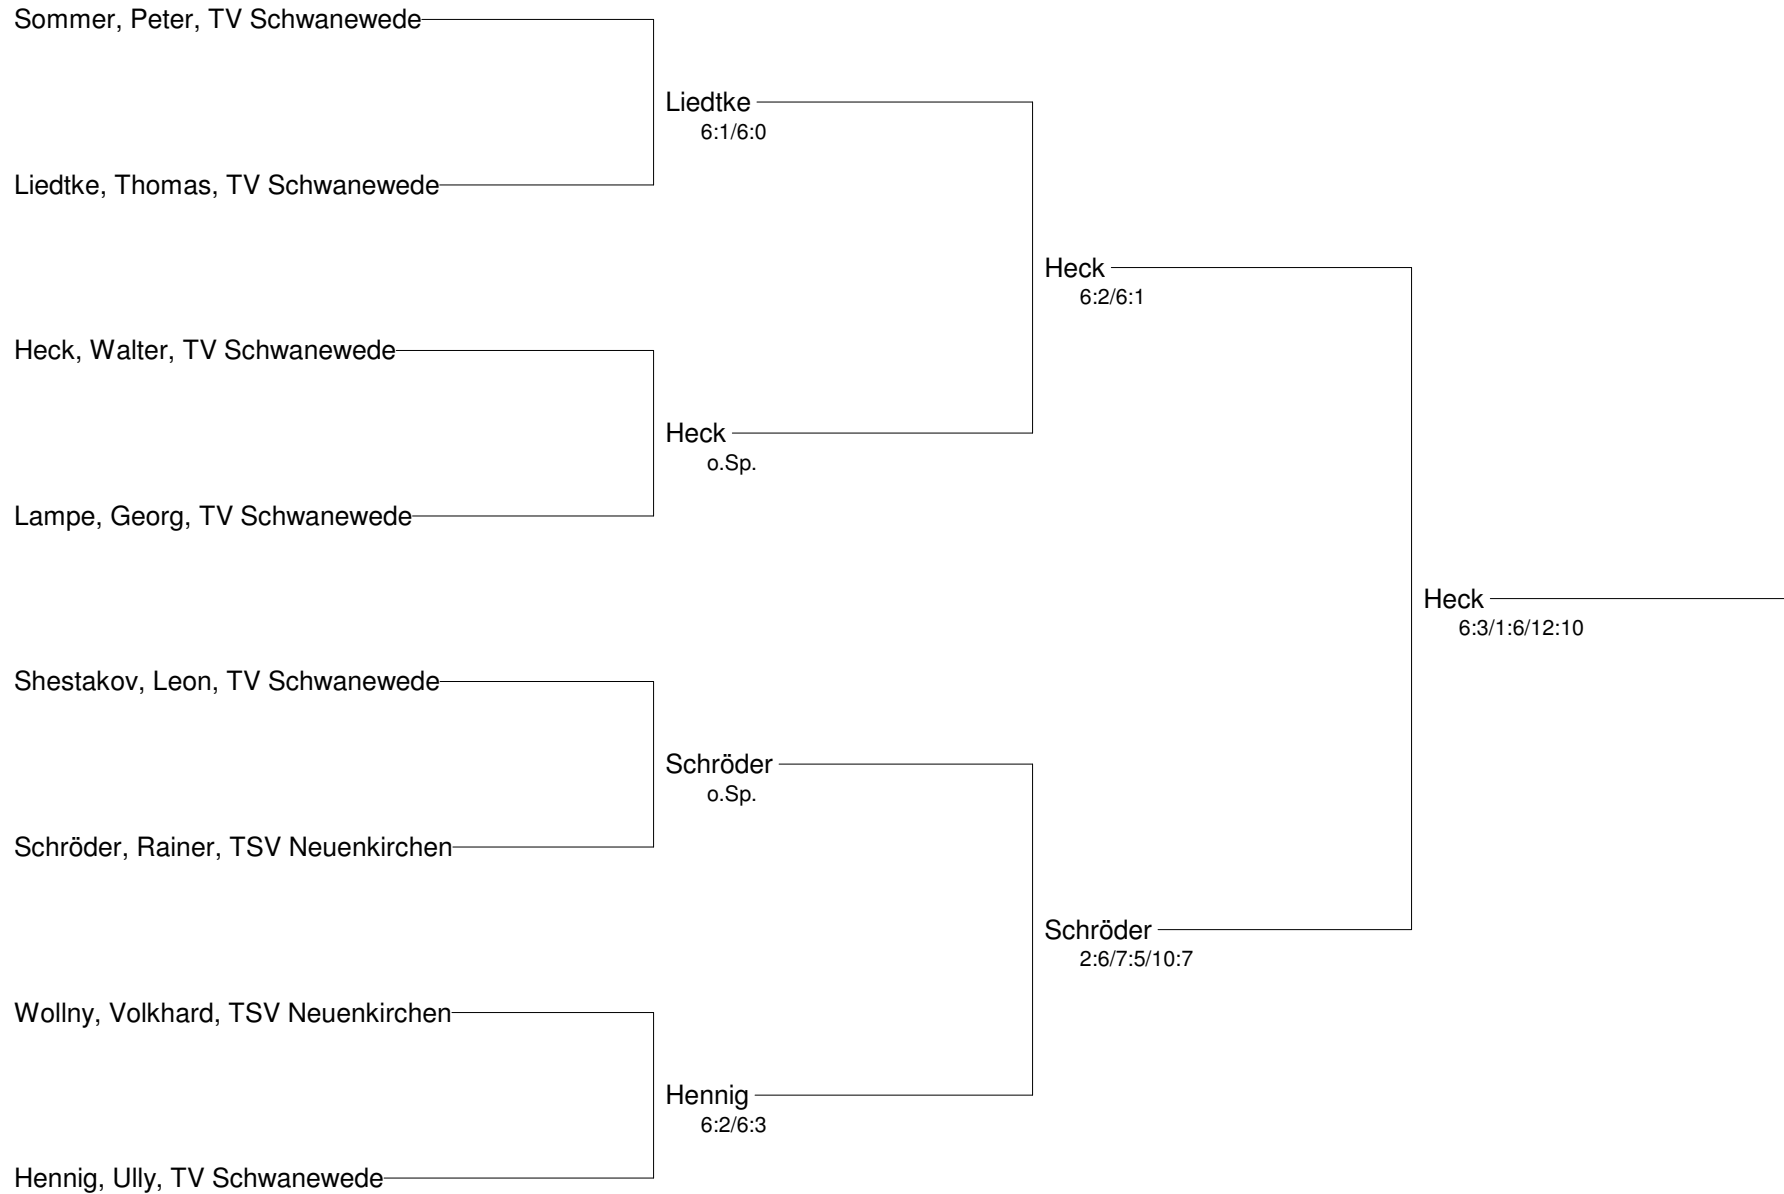 Sommer, Peter, TV Schwanewede
Liedtke
6:1/6:0
Liedtke, Thomas, TV Schwanewede
Heck
6:2/6:1
Heck, Walter, TV Schwanewede
Heck
o.Sp.
Lampe, Georg, TV Schwanewede
Heck
6:3/1:6/12:10
Shestakov, Leon, TV Schwanewede
Schröder
o.Sp.
Schröder, Rainer, TSV Neuenkirchen
Schröder
2:6/7:5/10:7
Wollny, Volkhard, TSV Neuenkirchen
Hennig
6:2/6:3
Hennig, Ully, TV Schwanewede